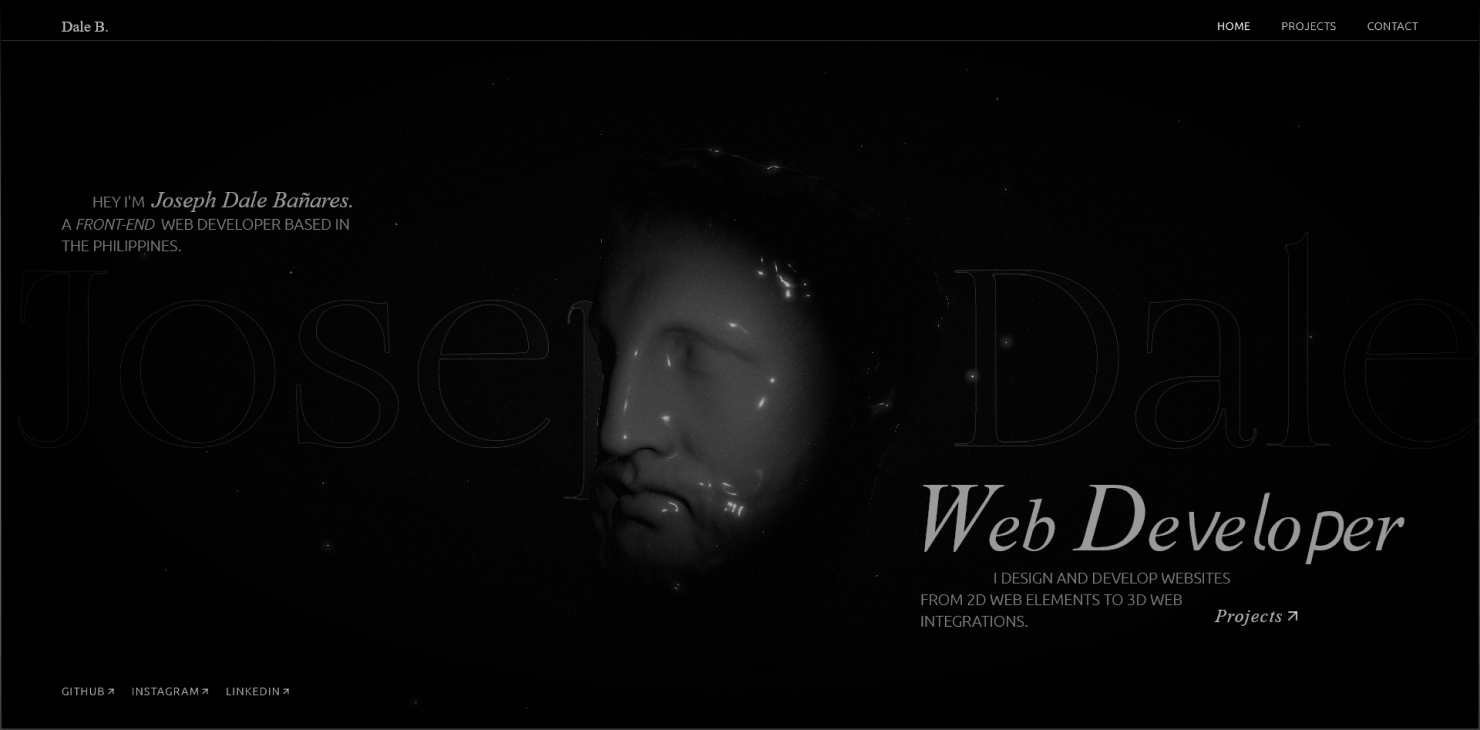 Dale B.
HOME PROJECTS CONTACT
HEY I'M Joseph Dale Bañares.
A FRONT-END WEB DEVELOPER BASED IN
THE PHILIPPINES.
Josep Dale
Web Developer
I DESIGN AND DEVELOP WEBSITES
FROM 2D WEB ELEMENTS TO 3D WEB
INTEGRATIONS.
Projects
GITHUB INSTAGRAM LINKEDIN